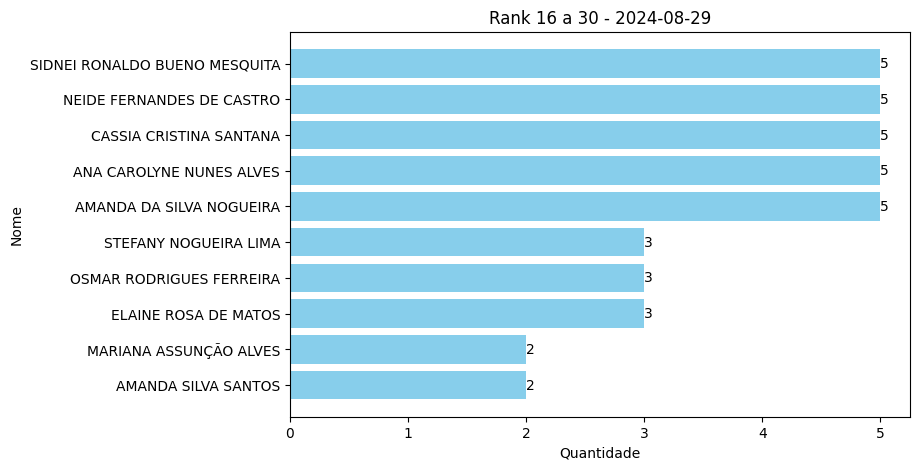 Rank 16 a 30 - 2024-08-29
SIDNEI RONALDO BUENO MESQUITA 5
NEIDE FERNANDES DE CASTRO 5
CASSIA CRISTINA SANTANA 5
ANA CAROLYNE NUNES ALVES 5
AMANDA DA SILVA NOGUEIRA 5
STEFANY NOGUEIRA LIMA 3
OSMAR RODRIGUES FERREIRA 3
ELAINE ROSA DE MATOS 3
MARIANA ASSUNÇÃO ALVES 2
AMANDA SILVA SANTOS 2
Nome
0 1 2 3 4 5
Quantidade